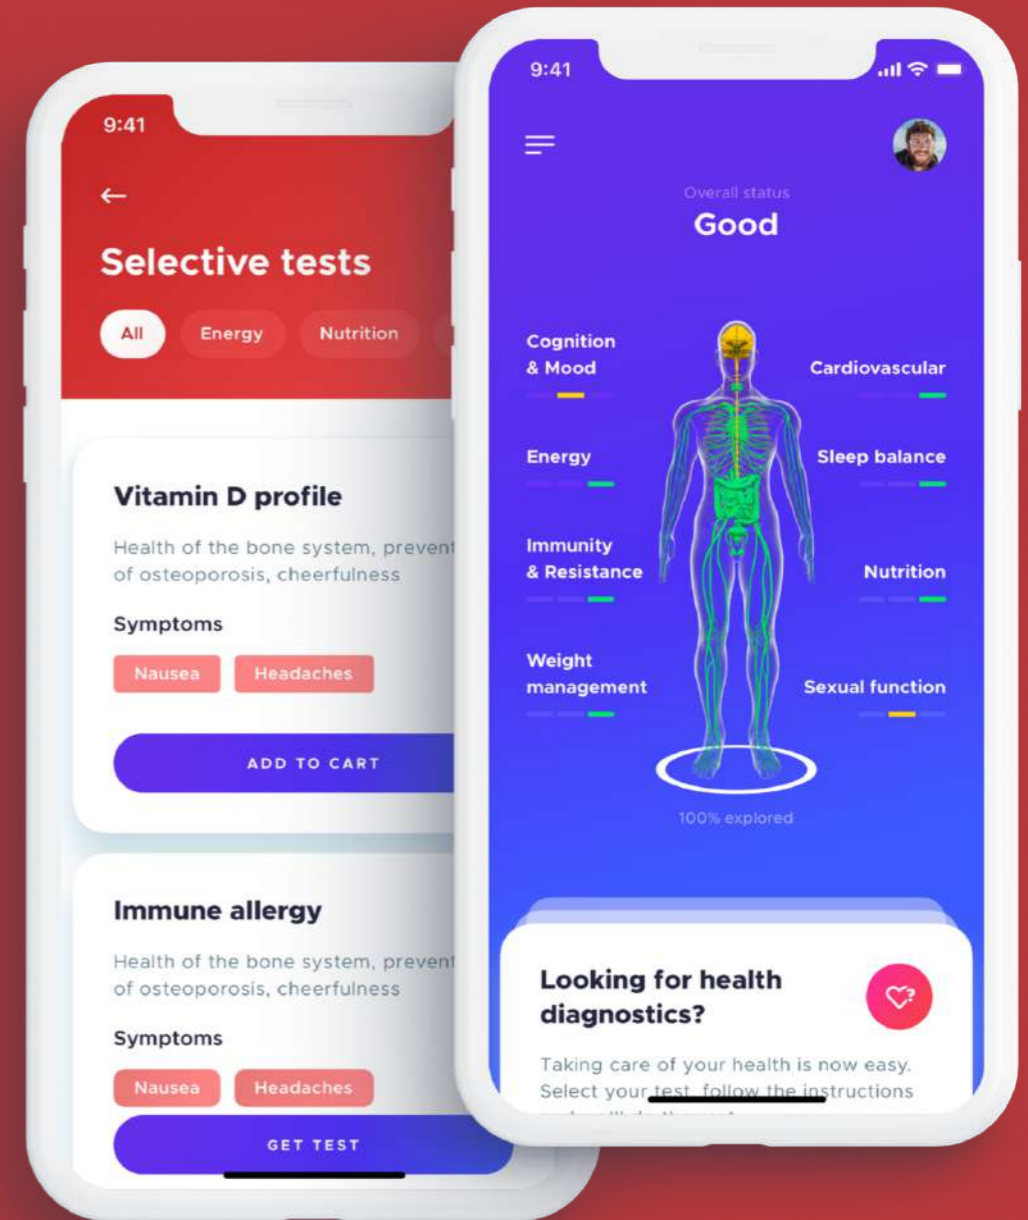 9:41
Selective tests
All
Energy
Nutrition
Vitamin D profile
Health of the bone system, prevent
of osteoporosis, cheerfulness
Symptoms
Nausea
Headaches
ADD TO CART
Immune allergy
Health of the bone system, prevent
of osteoporosis, cheerfulness
Symptoms
Nausea
Headaches
GET TEST
9:41
Overall status
Good
Cognition
& Mood
Cardiovascular
Energy
Sleep balance
Immunity
& Resistance
Nutrition
Weight
management
Sexual function
100% explored
Looking for health
diagnostics?
Taking care of your health is now easy.
Select your test, follow the instructions